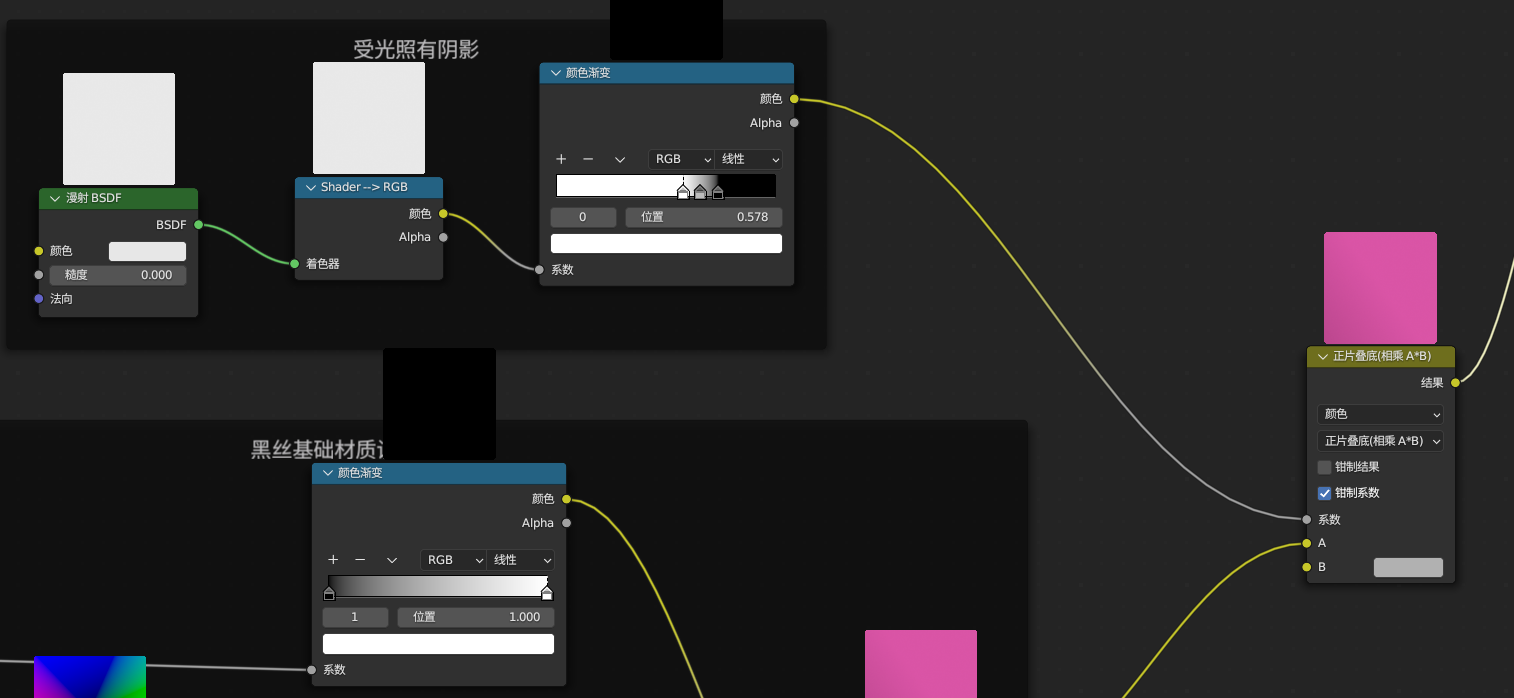 受光照有阴影
颜色渐变
颜色
Alpha
RGB 线性
0 位置 0.578
系数
Shader --> RGB
颜色
Alpha
着色器
漫射 BSDF
BSDF
颜色
糙度 0.000
法向
正片叠底(相乘 A*B)
结果
颜色
正片叠底(相乘 A*B)
钳制结果
钳制系数
系数
A
B
黑丝基础材质
颜色渐变
颜色
Alpha
RGB 线性
1 位置 1.000
系数